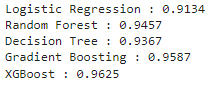 Logistic Regression : 0.9134
Random Forest : 0.9457
Decision Tree : 0.9367
Gradient Boosting : 0.9587
XGBoost : 0.9625